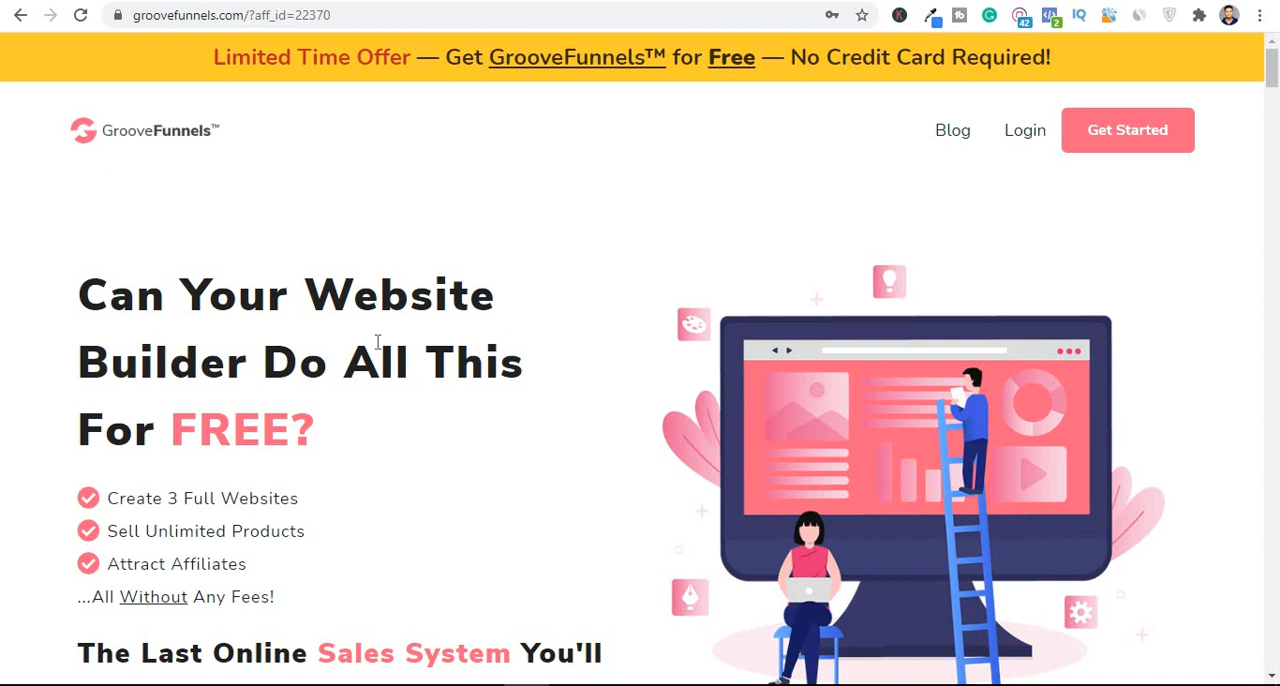 groovefunnels.com/?aff_id=22370
42
2
Limited Time Offer — Get GrooveFunnels™ for Free — No Credit Card Required!
GrooveFunnels™
Blog
Login
Get Started
Can Your Website
Builder Do All This
For FREE?
Create 3 Full Websites
Sell Unlimited Products
Attract Affiliates
...All Without Any Fees!
The Last Online Sales System You'll